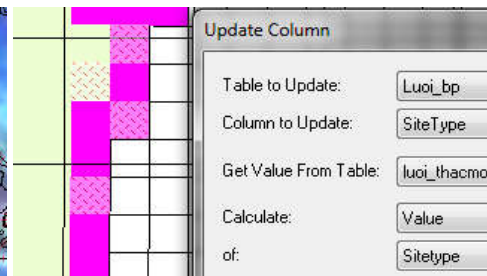 Update Column
Table to Update: Luoi_bp
Column to Update: SiteType
Get Value From Table: luoi_thacmo
Calculate: Value
of: Sitetype